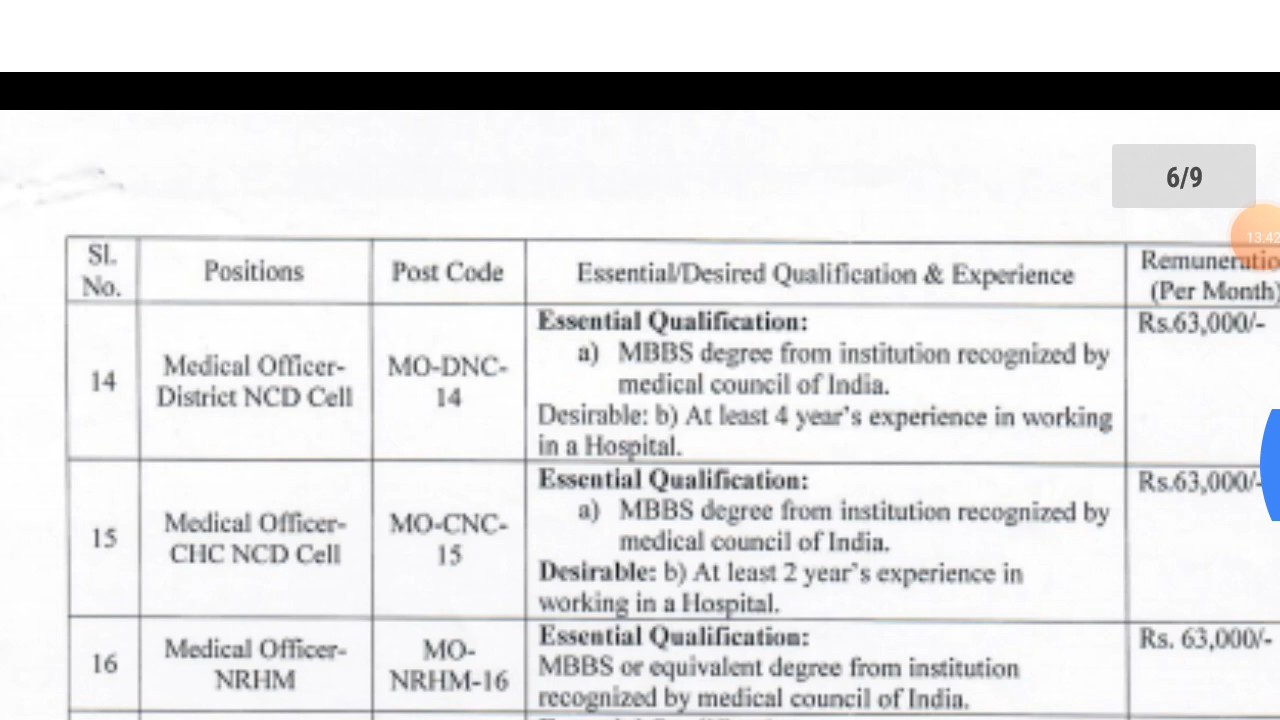 6/9
13:42
Sl.
No.
Positions
Post Code
Essential/Desired Qualification & Experience
Remuneratio
(Per Month)
14
Medical Officer-
District NCD Cell
MO-DNC-
14
Essential Qualification:
a) MBBS degree from institution recognized by
medical council of India.
Desirable: b) At least 4 year's experience in working
in a Hospital.
Rs.63,000/-
15
Medical Officer-
CHC NCD Cell
MO-CNC-
15
Essential Qualification:
a) MBBS degree from institution recognized by
medical council of India.
Desirable: b) At least 2 year's experience in
working in a Hospital.
Rs.63,000/-
16
Medical Officer-
NRHM
MO-
NRHM-16
Essential Qualification:
MBBS or equivalent degree from institution
recognized by medical council of India.
Rs. 63,000/-